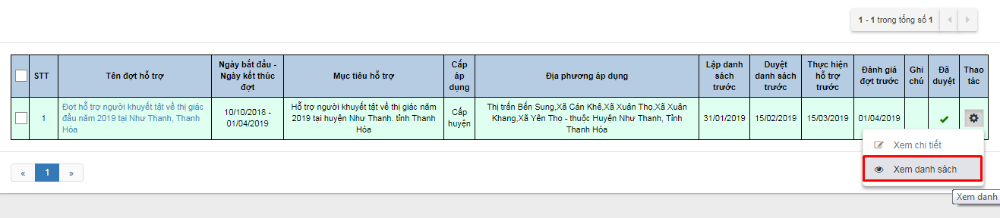 1 - 1 trong tổng số 1
STT
Tên đợt hỗ trợ
Ngày bắt đầu -
Ngày kết thúc
đợt
Mục tiêu hỗ trợ
Cấp
áp
dụng
Địa phương áp dụng
Lập danh
sách
trước
Duyệt
danh sách
trước
Thực hiện
hỗ trợ
trước
Đánh giá
đợt trước
Ghi
chú
Đã
duyệt
Thao
tác
1
Đợt hỗ trợ người khuyết tật về thị giác
đầu năm 2019 tại Như Thanh, Thanh
Hóa
10/10/2018 -
01/04/2019
Hỗ trợ người khuyết tật về thị giác năm
2019 tại huyện Như Thanh. tỉnh Thanh
Hóa
Cấp
huyện
Thị trấn Bến Sung,Xã Cán Khê,Xã Xuân Thọ,Xã Xuân
Khang,Xã Yên Thọ - thuộc Huyện Như Thanh, Tỉnh
Thanh Hóa
31/01/2019
15/02/2019
15/03/2019
01/04/2019
Xem chi tiết
Xem danh sách
« 1 »
Xem danh